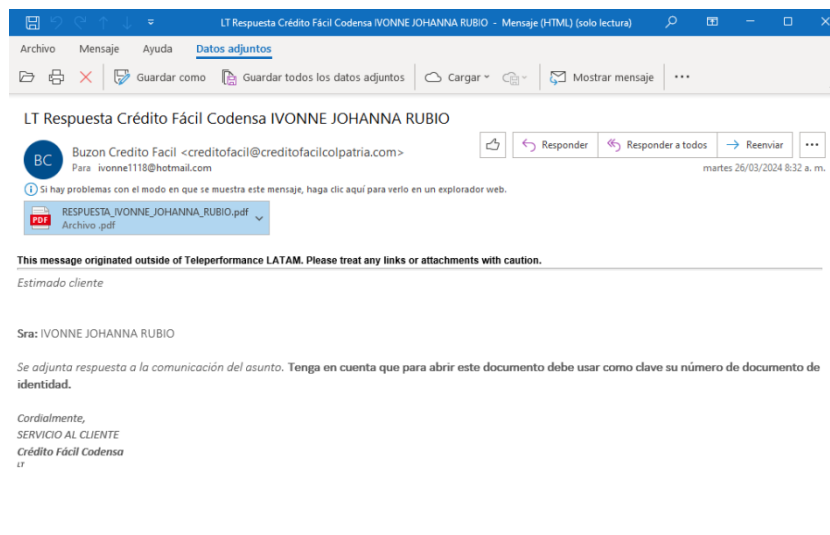 LT Respuesta Crédito Fácil Codensa IVONNE JOHANNA RUBIO - Mensaje (HTML) (solo lectura)
Archivo Mensaje Ayuda Datos adjuntos
Guardar como Guardar todos los datos adjuntos Cargar Mostrar mensaje
LT Respuesta Crédito Fácil Codensa IVONNE JOHANNA RUBIO
BC
Buzon Credito Facil <creditofacil@creditofacilcolpatria.com>
Responder Responder a todos Reenviar
Para ivonne1118@hotmail.com
martes 26/03/2024 8:32 a. m.
Si hay problemas con el modo en que se muestra este mensaje, haga clic aquí para verlo en un explorador web.
PDF
RESPUESTA_IVONNE_JOHANNA_RUBIO.pdf
Archivo .pdf
This message originated outside of Teleperformance LATAM. Please treat any links or attachments with caution.
Estimado cliente
Sra: IVONNE JOHANNA RUBIO
Se adjunta respuesta a la comunicación del asunto. Tenga en cuenta que para abrir este documento debe usar como clave su número de documento de
identidad.
Cordialmente,
SERVICIO AL CLIENTE
Crédito Fácil Codensa
LT